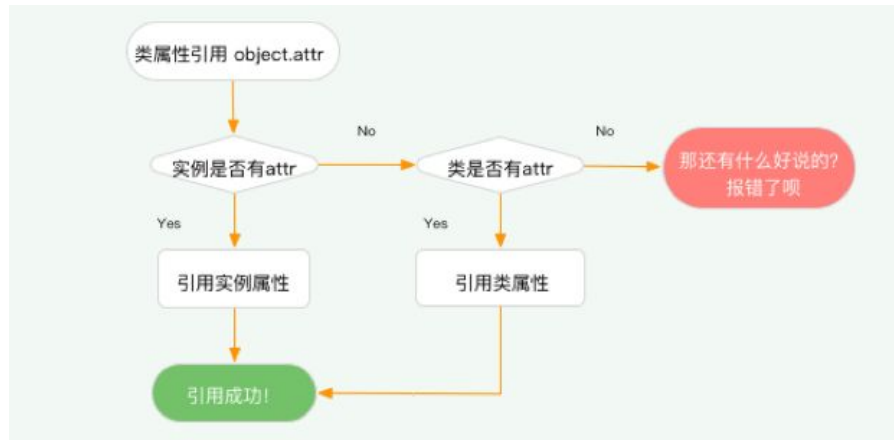 类属性引用 object.attr
No
No
实例是否有attr
类是否有attr
那还有什么好说的?
报错了呗
Yes
Yes
引用实例属性
引用类属性
引用成功!